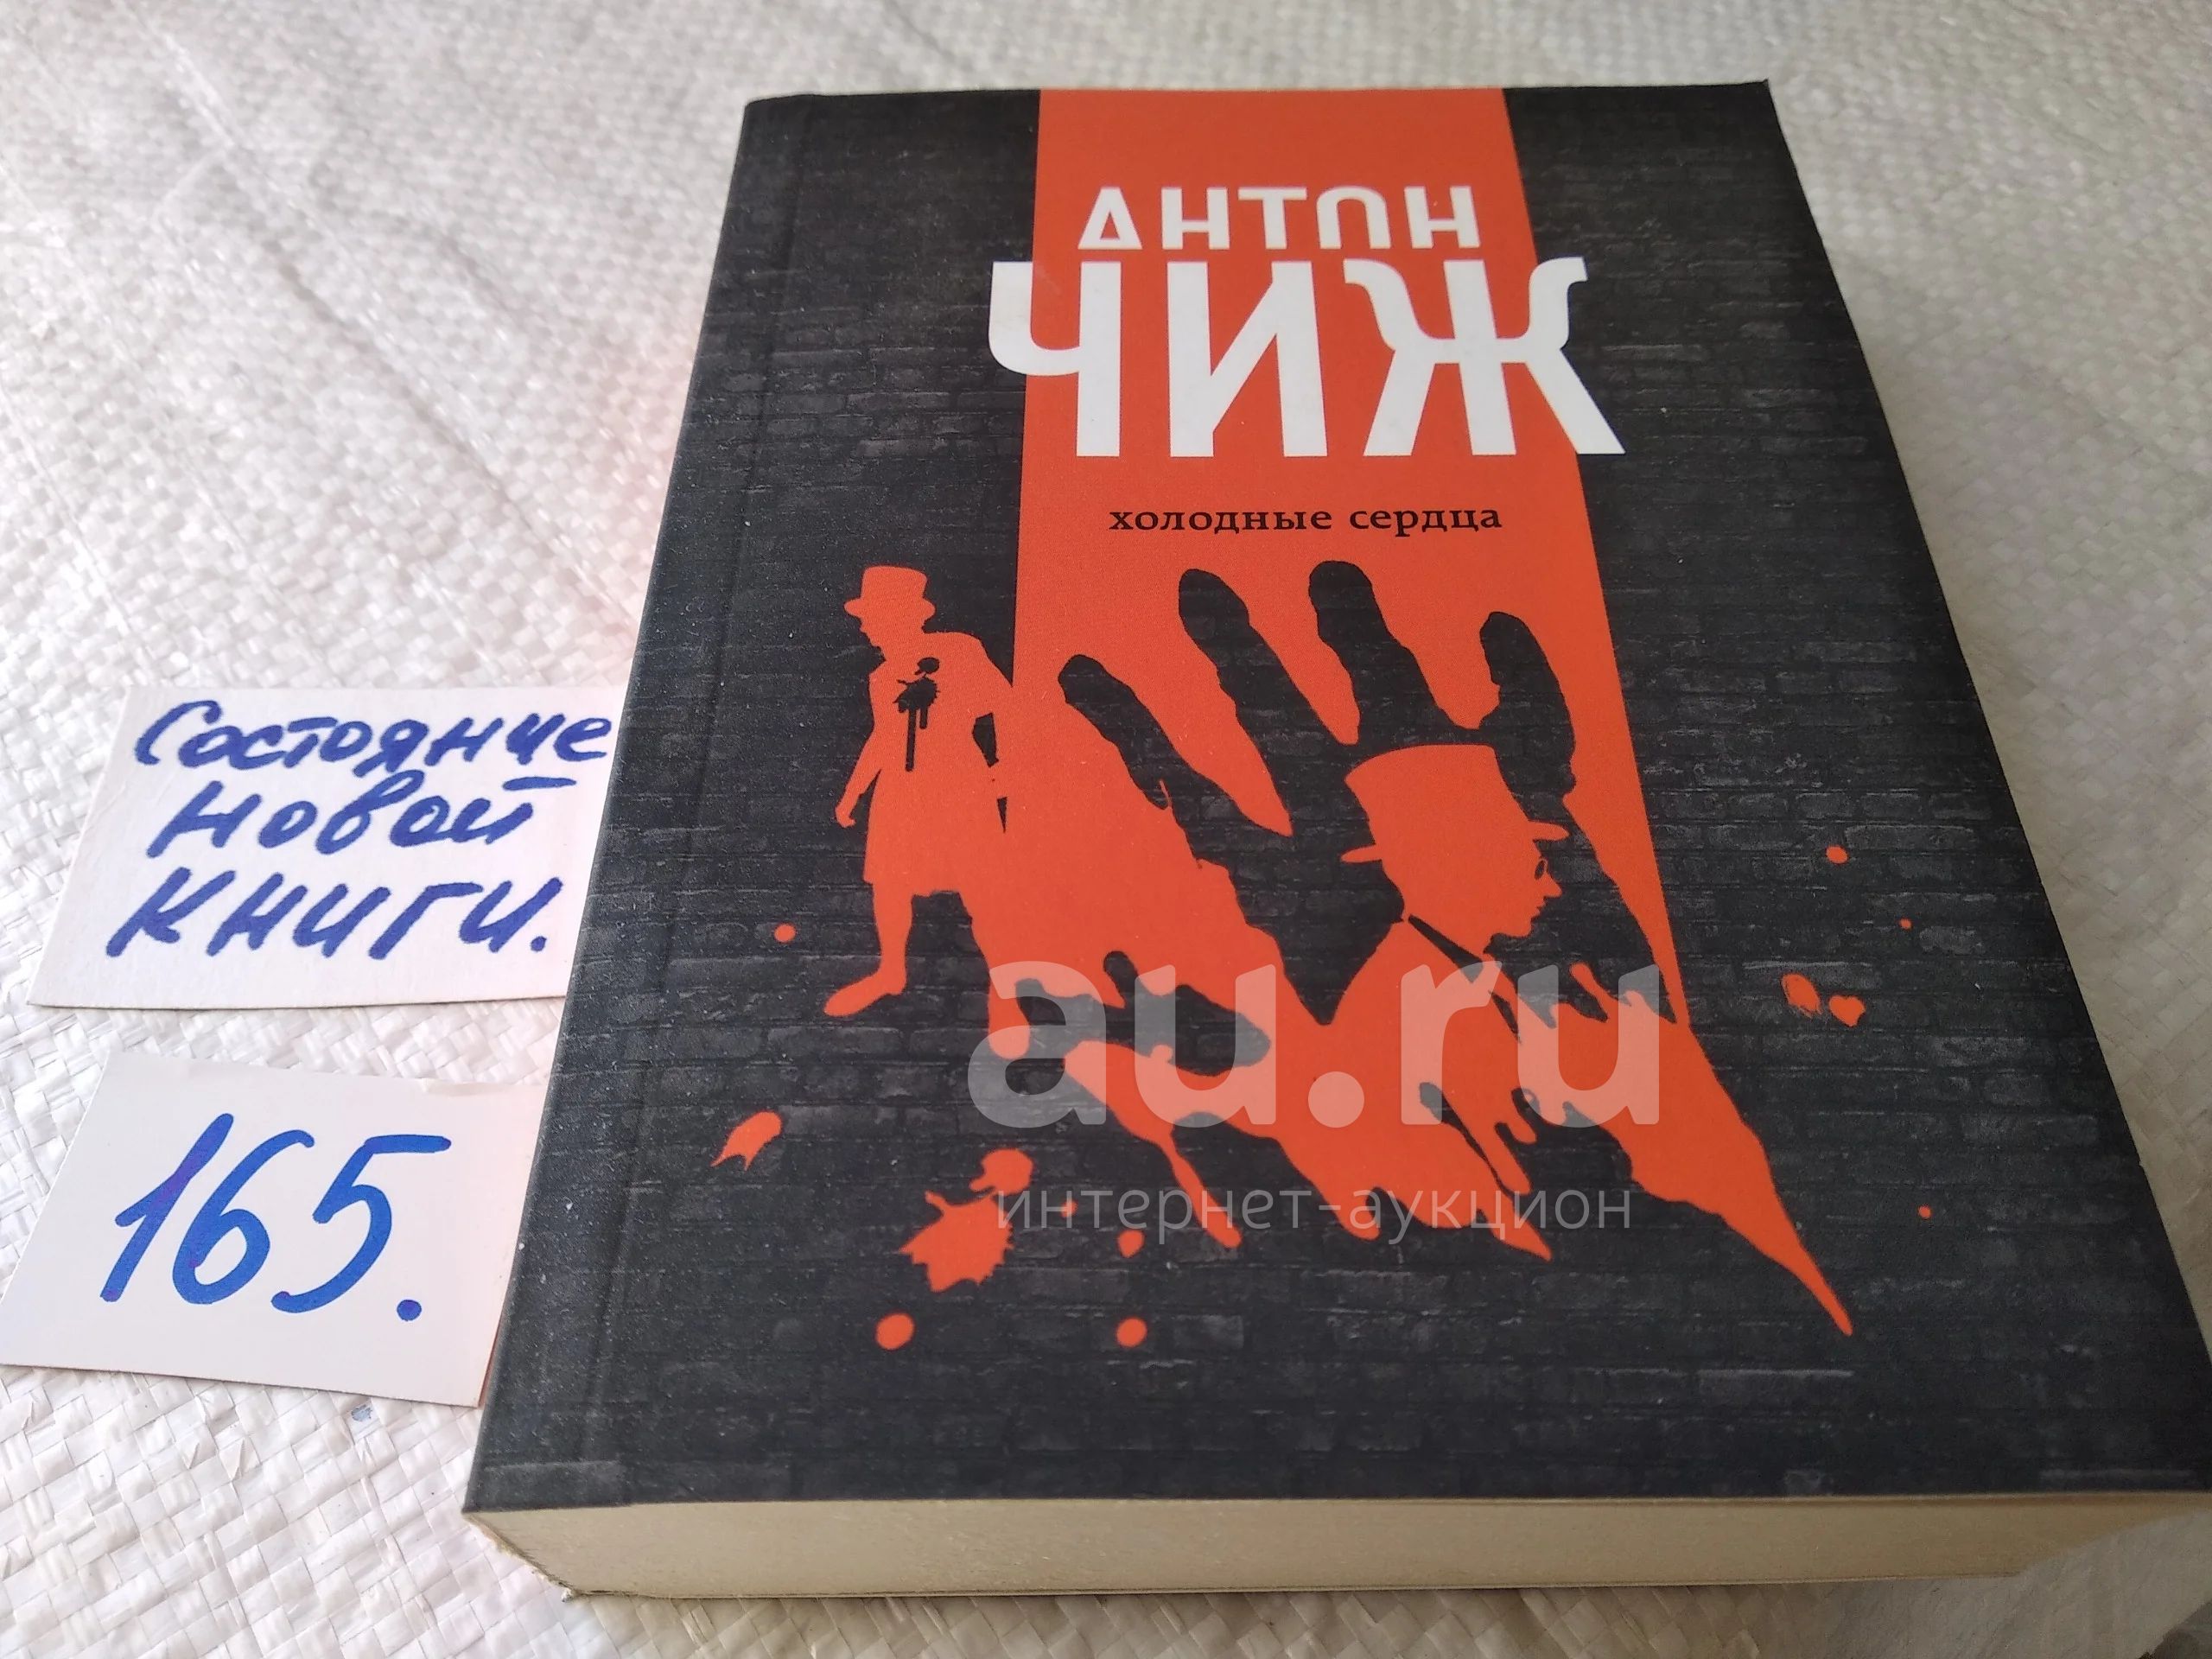 АНТОН
ЧИЖ
холодные сердца
Состояние
новой
книги.
165.
au.ru
интернет-аукцион